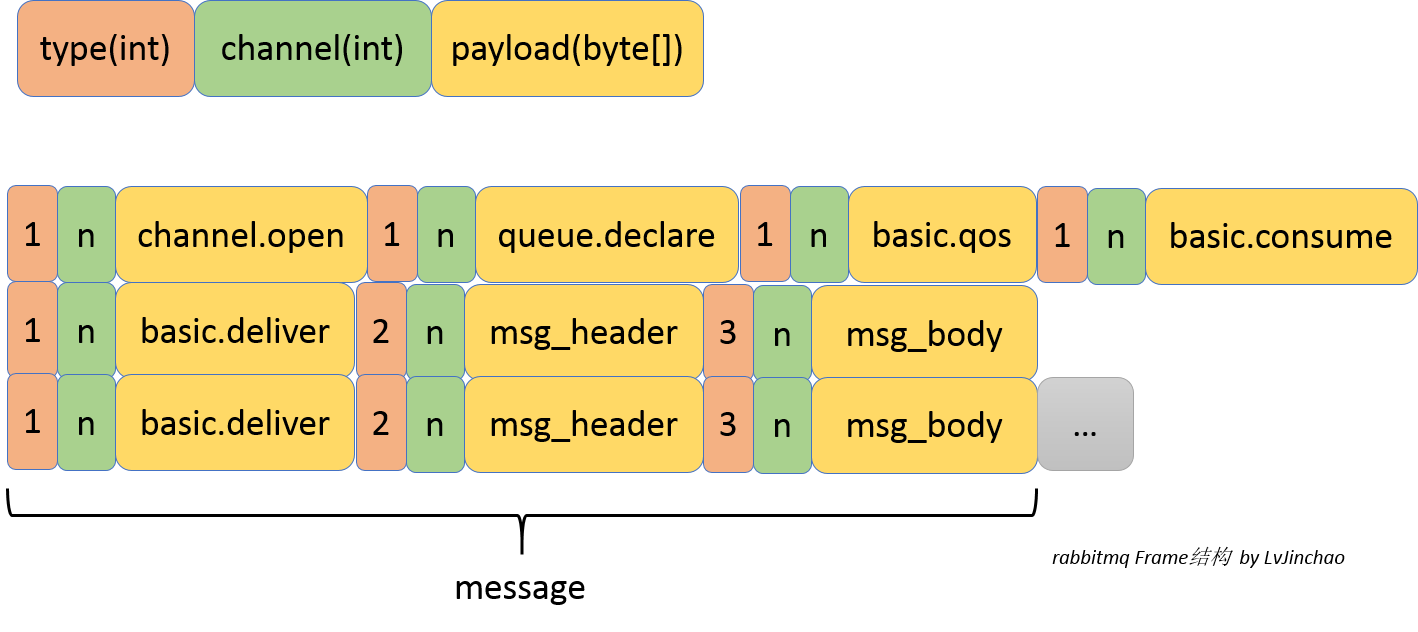 type(int) channel(int) payload(byte[])
1 n channel.open 1 n queue.declare 1 n basic.qos 1 n basic.consume
1 n basic.deliver 2 n msg_header 3 n msg_body
1 n basic.deliver 2 n msg_header 3 n msg_body ...
message
rabbitmq Frame结构 by LvJinchao